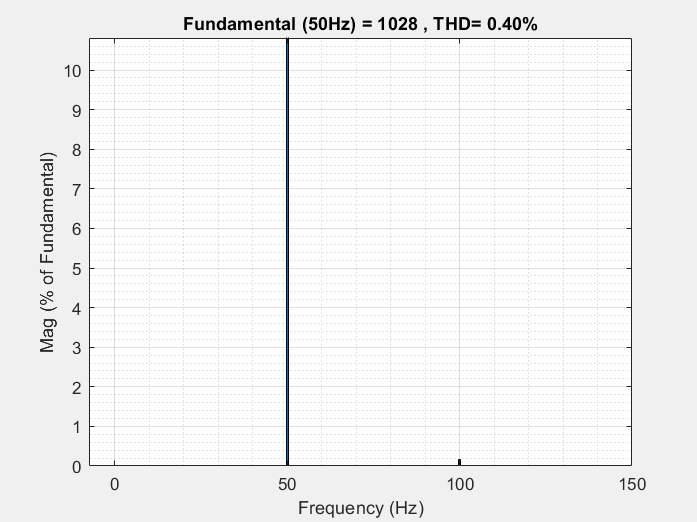 Fundamental (50Hz) = 1028 , THD= 0.40%
10
9
8
7
6
5
4
3
2
1
0
Mag (% of Fundamental)
0 50 100 150
Frequency (Hz)